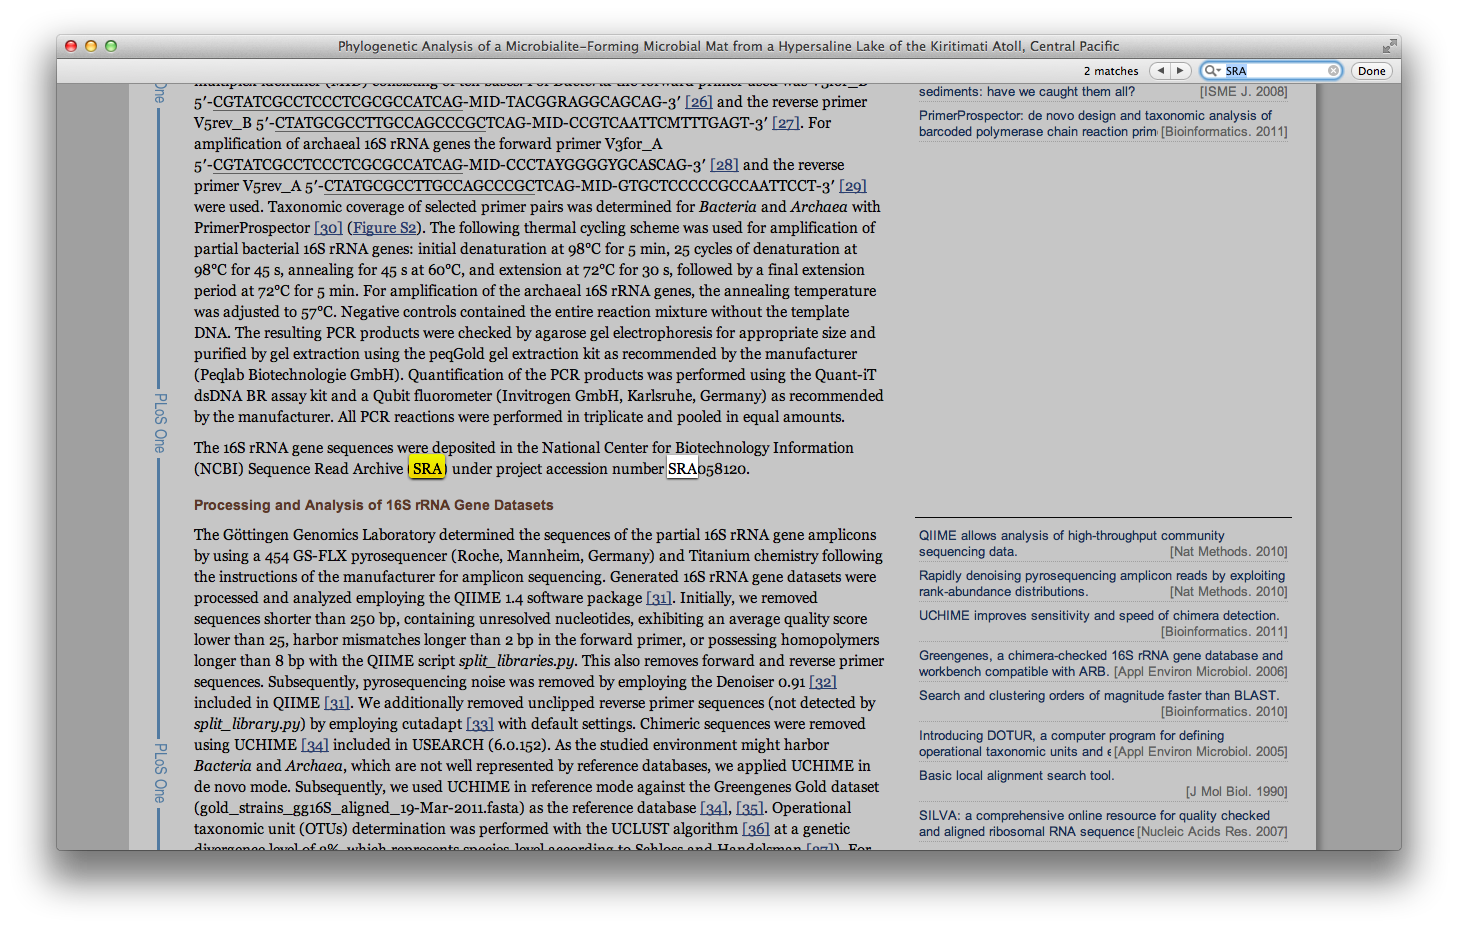 Phylogenetic Analysis of a Microbialite-Forming Microbial Mat from a Hypersaline Lake of the Kiritimati Atoll, Central Pacific
2 matches
SRA
Done
One
PLoS One
PLoS One
5′-CGTATCGCCTCCCTCGCGCCATCAG-MID-TACGGRAGGCAGCAG-3′ [26] and the reverse primer
V5rev_B 5′-CTATGCGCCTTGCCAGCCCGCTCAG-MID-CCGTCAATTCMTTTGAGT-3′ [27]. For
amplification of archaeal 16S rRNA genes the forward primer V3for_A
5′-CGTATCGCCTCCCTCGCGCCATCAG-MID-CCCTAYGGGGYGCASCAG-3′ [28] and the reverse
primer V5rev_A 5′-CTATGCGCCTTGCCAGCCCGCTCAG-MID-GTGCTCCCCCGCCAATTCCT-3′ [29]
were used. Taxonomic coverage of selected primer pairs was determined for Bacteria and Archaea with
PrimerProspector [30] (Figure S2). The following thermal cycling scheme was used for amplification of
partial bacterial 16S rRNA genes: initial denaturation at 98°C for 5 min, 25 cycles of denaturation at
98°C for 45 s, annealing for 45 s at 60°C, and extension at 72°C for 30 s, followed by a final extension
period at 72°C for 5 min. For amplification of the archaeal 16S rRNA genes, the annealing temperature
was adjusted to 57°C. Negative controls contained the entire reaction mixture without the template
DNA. The resulting PCR products were checked by agarose gel electrophoresis for appropriate size and
purified by gel extraction using the peqGold gel extraction kit as recommended by the manufacturer
(Peqlab Biotechnologie GmbH). Quantification of the PCR products was performed using the Quant-iT
dsDNA BR assay kit and a Qubit fluorometer (Invitrogen GmbH, Karlsruhe, Germany) as recommended
by the manufacturer. All PCR reactions were performed in triplicate and pooled in equal amounts.
The 16S rRNA gene sequences were deposited in the National Center for Biotechnology Information
(NCBI) Sequence Read Archive (SRA) under project accession number SRA058120.
Processing and Analysis of 16S rRNA Gene Datasets
The Göttingen Genomics Laboratory determined the sequences of the partial 16S rRNA gene amplicons
by using a 454 GS-FLX pyrosequencer (Roche, Mannheim, Germany) and Titanium chemistry following
the instructions of the manufacturer for amplicon sequencing. Generated 16S rRNA gene datasets were
processed and analyzed employing the QIIME 1.4 software package [31]. Initially, we removed
sequences shorter than 250 bp, containing unresolved nucleotides, exhibiting an average quality score
lower than 25, harbor mismatches longer than 2 bp in the forward primer, or possessing homopolymers
longer than 8 bp with the QIIME script split_libraries.py. This also removes forward and reverse primer
sequences. Subsequently, pyrosequencing noise was removed by employing the Denoiser 0.91 [32]
included in QIIME [31]. We additionally removed unclipped reverse primer sequences (not detected by
split_library.py) by employing cutadapt [33] with default settings. Chimeric sequences were removed
using UCHIME [34] included in USEARCH (6.0.152). As the studied environment might harbor
Bacteria and Archaea, which are not well represented by reference databases, we applied UCHIME in
de novo mode. Subsequently, we used UCHIME in reference mode against the Greengenes Gold dataset
(gold_strains_gg16S_aligned_19-Mar-2011.fasta) as the reference database [34], [35]. Operational
taxonomic unit (OTUs) determination was performed with the UCLUST algorithm [36] at a genetic
divergence level of 3%, which represents species level according to Schloss and Handelsman [37]). For
sediments: have we caught them all? [ISME J. 2008]
PrimerProspector: de novo design and taxonomic analysis of
barcoded polymerase chain reaction prim [Bioinformatics. 2011]
QIIME allows analysis of high-throughput community
sequencing data. [Nat Methods. 2010]
Rapidly denoising pyrosequencing amplicon reads by exploiting
rank-abundance distributions. [Nat Methods. 2010]
UCHIME improves sensitivity and speed of chimera detection.
[Bioinformatics. 2011]
Greengenes, a chimera-checked 16S rRNA gene database and
workbench compatible with ARB. [Appl Environ Microbiol. 2006]
Search and clustering orders of magnitude faster than BLAST.
[Bioinformatics. 2010]
Introducing DOTUR, a computer program for defining
operational taxonomic units and e [Appl Environ Microbiol. 2005]
Basic local alignment search tool.
[J Mol Biol. 1990]
SILVA: a comprehensive online resource for quality checked
and aligned ribosomal RNA sequence [Nucleic Acids Res. 2007]